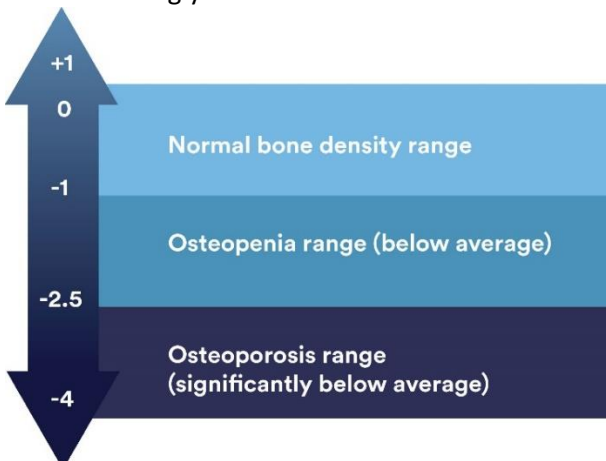 +1
0
Normal bone density range
-1
Osteopenia range (below average)
-2.5
Osteoporosis range
(significantly below average)
-4